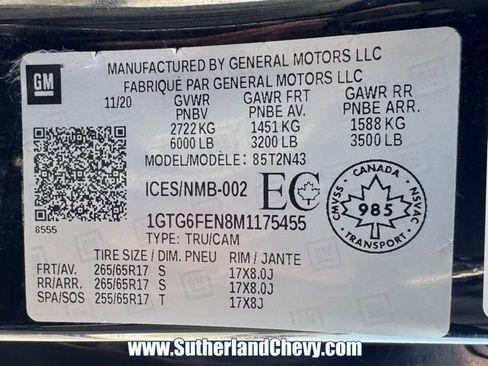 MANUFACTURED BY GENERAL MOTORS LLC
FABRIQUÉ PAR GENERAL MOTORS LLC
GM
11/20 GVWR GAWR FRT GAWR RR
PNBV PNBE AV. PNBE ARR.
2722 KG 1451 KG 1588 KG
6000 LB 3200 LB 3500 LB
MODEL/MODÈLE: 85T2N43
ICES/NMB-002 EC
CANADA
CMVSS 985 NSVAC
8555
1GTG6FEN8M1175455
TYPE: TRU/CAM
TIRE SIZE / DIM. PNEU RIM / JANTE
FRT/AV. 265/65R17 S 17X8.0J
RR/ARR. 265/65R17 S 17X8.0J
SPA/SOS 255/65R17 T 17X8J
www.SutherlandChevy.com